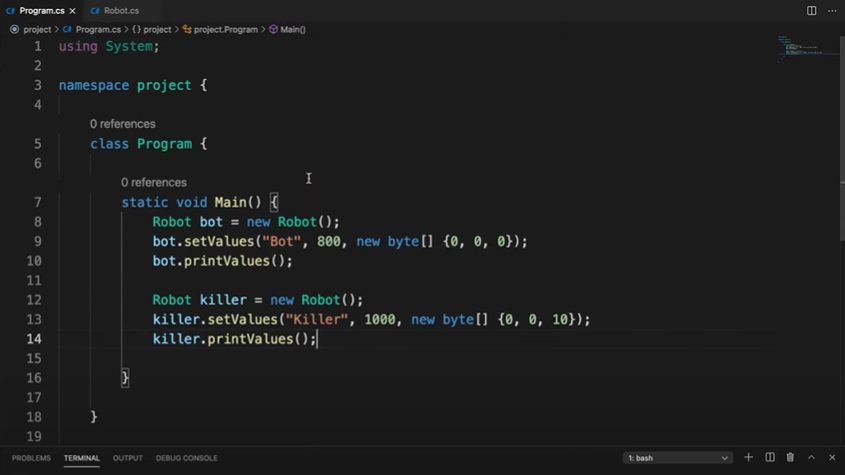 Program.cs
Robot.cs
project > Program.cs > {} project > project.Program > Main()
1 using System;
2
3 namespace project {
4
0 references
5 class Program {
6
0 references
7 static void Main() {
8 Robot bot = new Robot();
9 bot.setValues("Bot", 800, new byte[] {0, 0, 0});
10 bot.printValues();
11
12 Robot killer = new Robot();
13 killer.setValues("Killer", 1000, new byte[] {0, 0, 10});
14 killer.printValues();
15
16 }
17
18 }
19
PROBLEMS TERMINAL OUTPUT DEBUG CONSOLE 1: bash